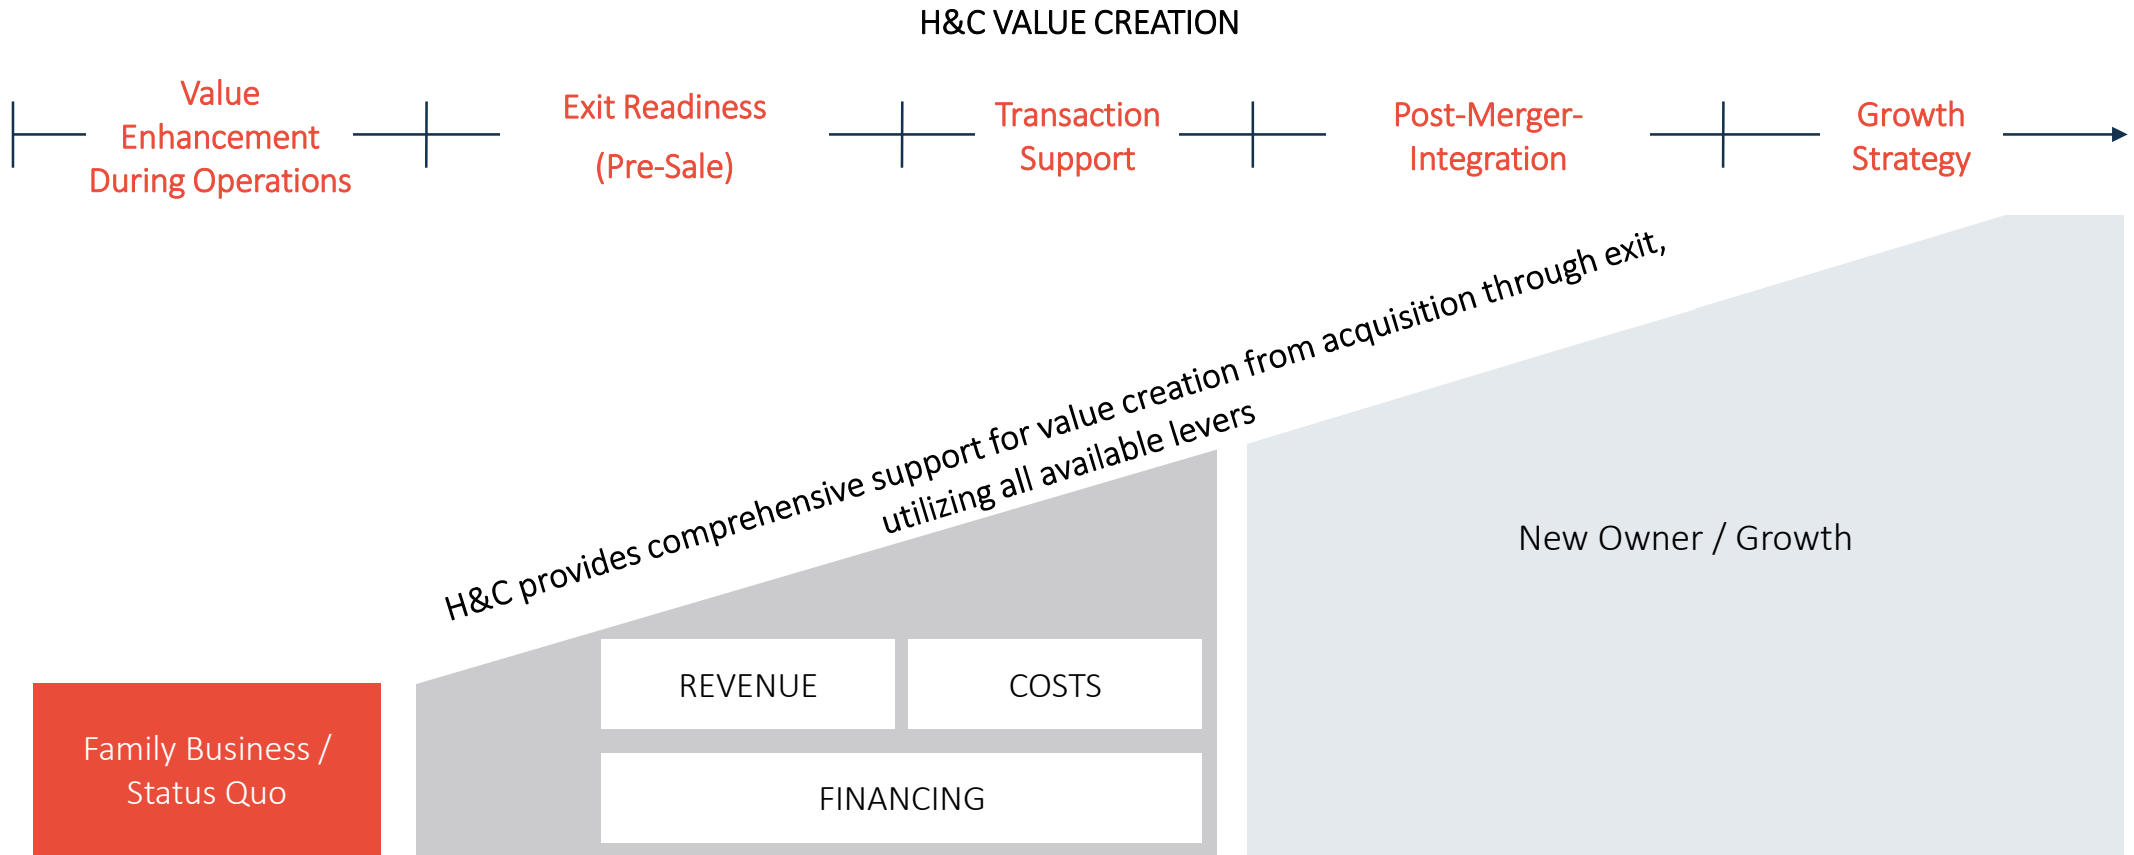 H&C VALUE CREATION
Value
Enhancement
During Operations
Exit Readiness
(Pre-Sale)
Transaction
Support
Post-Merger-
Integration
Growth
Strategy
H&C provides comprehensive support for value creation from acquisition through exit,
utilizing all available levers
New Owner / Growth
REVENUE
COSTS
Family Business /
Status Quo
FINANCING